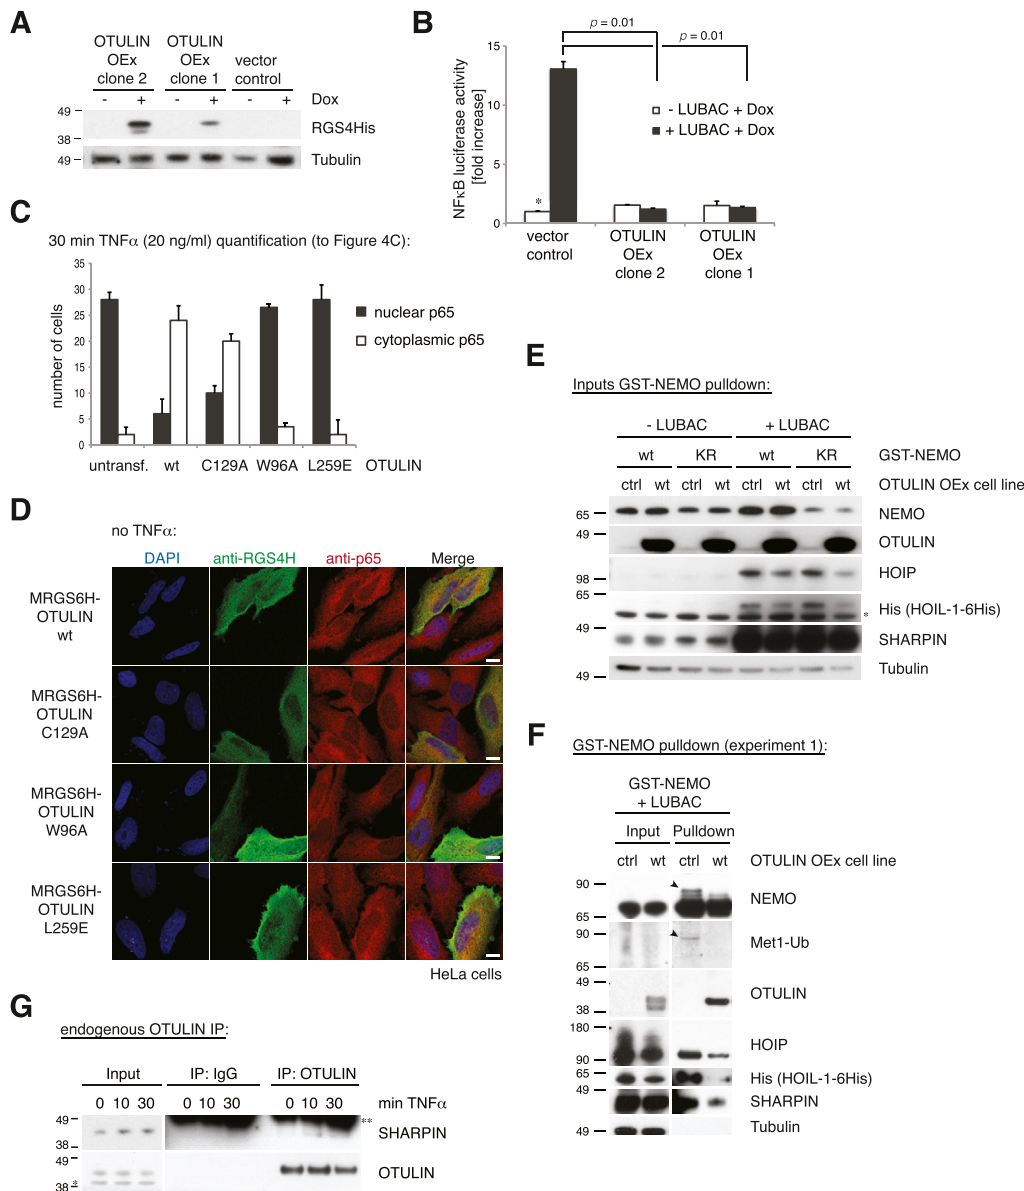 A
OTULIN OEx clone 2
OTULIN OEx clone 1
vector control
- + - + - + Dox
49
38
RGS4His
49
Tubulin
B
NFκB luciferase activity
[fold increase]
15
10
5
0
p = 0.01
p = 0.01
- LUBAC + Dox
+ LUBAC + Dox
*
vector control
OTULIN OEx clone 2
OTULIN OEx clone 1
C
30 min TNFα (20 ng/ml) quantification (to Figure 4C):
number of cells
35
30
25
20
15
10
5
0
nuclear p65
cytoplasmic p65
untransf. wt C129A W96A L259E OTULIN
D
no TNFα:
DAPI anti-RGS4H anti-p65 Merge
MRGS6H-
OTULIN
wt
MRGS6H-
OTULIN
C129A
MRGS6H-
OTULIN
W96A
MRGS6H-
OTULIN
L259E
HeLa cells
E
Inputs GST-NEMO pulldown:
- LUBAC + LUBAC
wt KR wt KR GST-NEMO
ctrl wt ctrl wt ctrl wt ctrl wt OTULIN OEx cell line
65 NEMO
49 OTULIN
98 HOIP
65 His (HOIL-1-6His)
*
49 SHARPIN
49 Tubulin
F
GST-NEMO pulldown (experiment 1):
GST-NEMO
+ LUBAC
Input Pulldown
ctrl wt ctrl wt OTULIN OEx cell line
90
65
NEMO
90
65
Met1-Ub
49
38
OTULIN
180
90
HOIP
65
His (HOIL-1-6His)
49
SHARPIN
49
Tubulin
G
endogenous OTULIN IP:
Input IP: IgG IP: OTULIN
0 10 30 0 10 30 0 10 30 min TNFα
49
38
**
SHARPIN
49
38
*
OTULIN